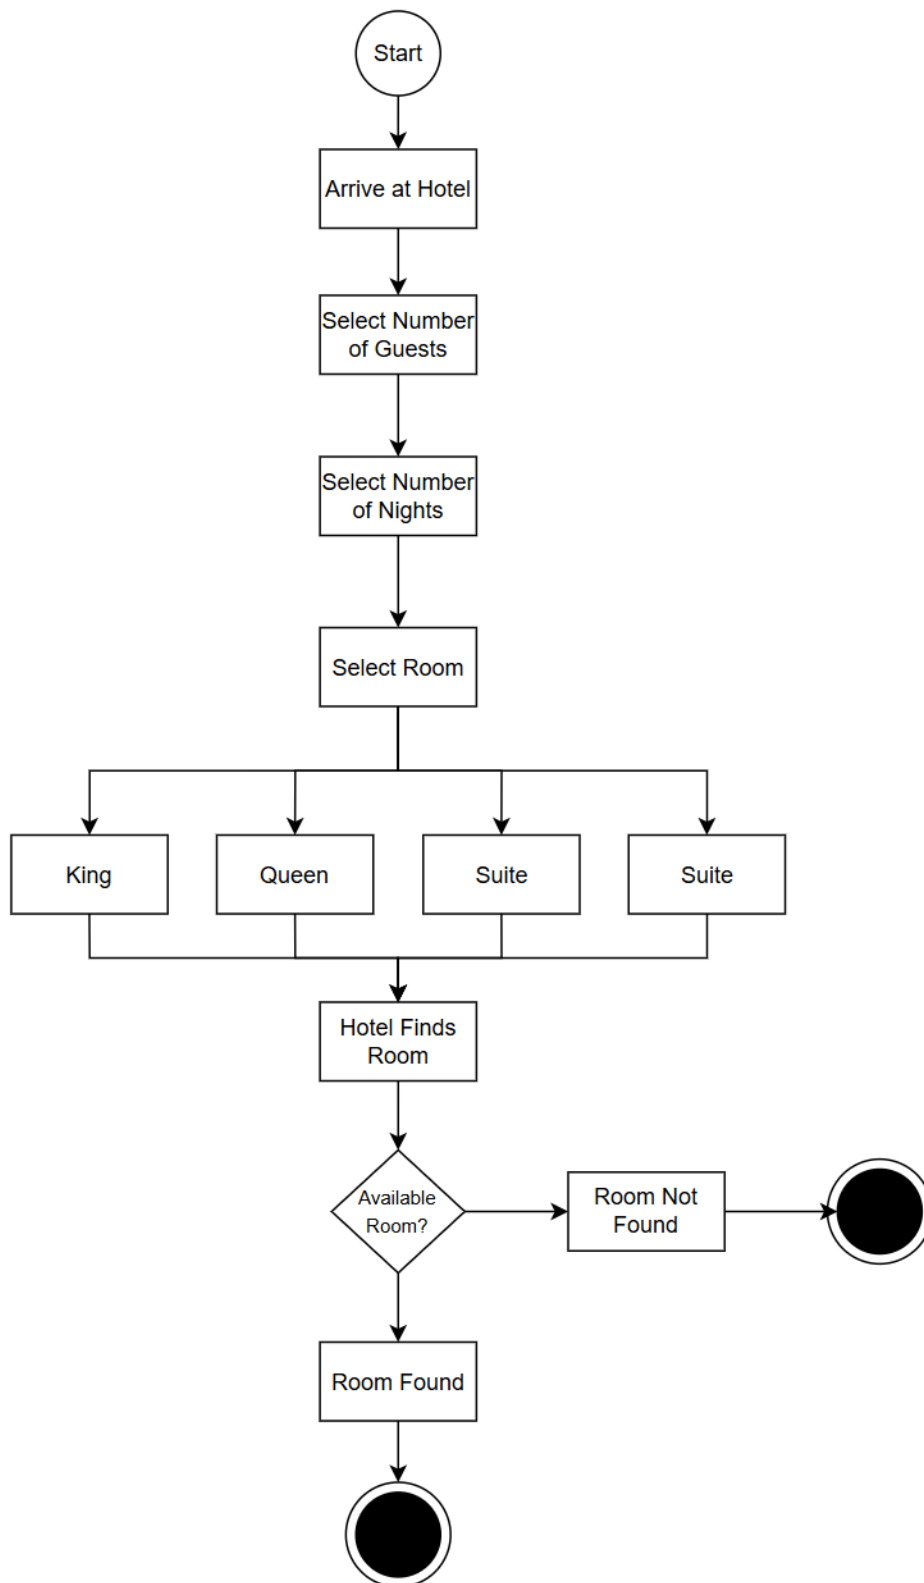 Start
Arrive at Hotel
Select Number
of Guests
Select Number
of Nights
Select Room
King
Queen
Suite
Suite
Hotel Finds
Room
Available
Room?
Room Not
Found
Room Found